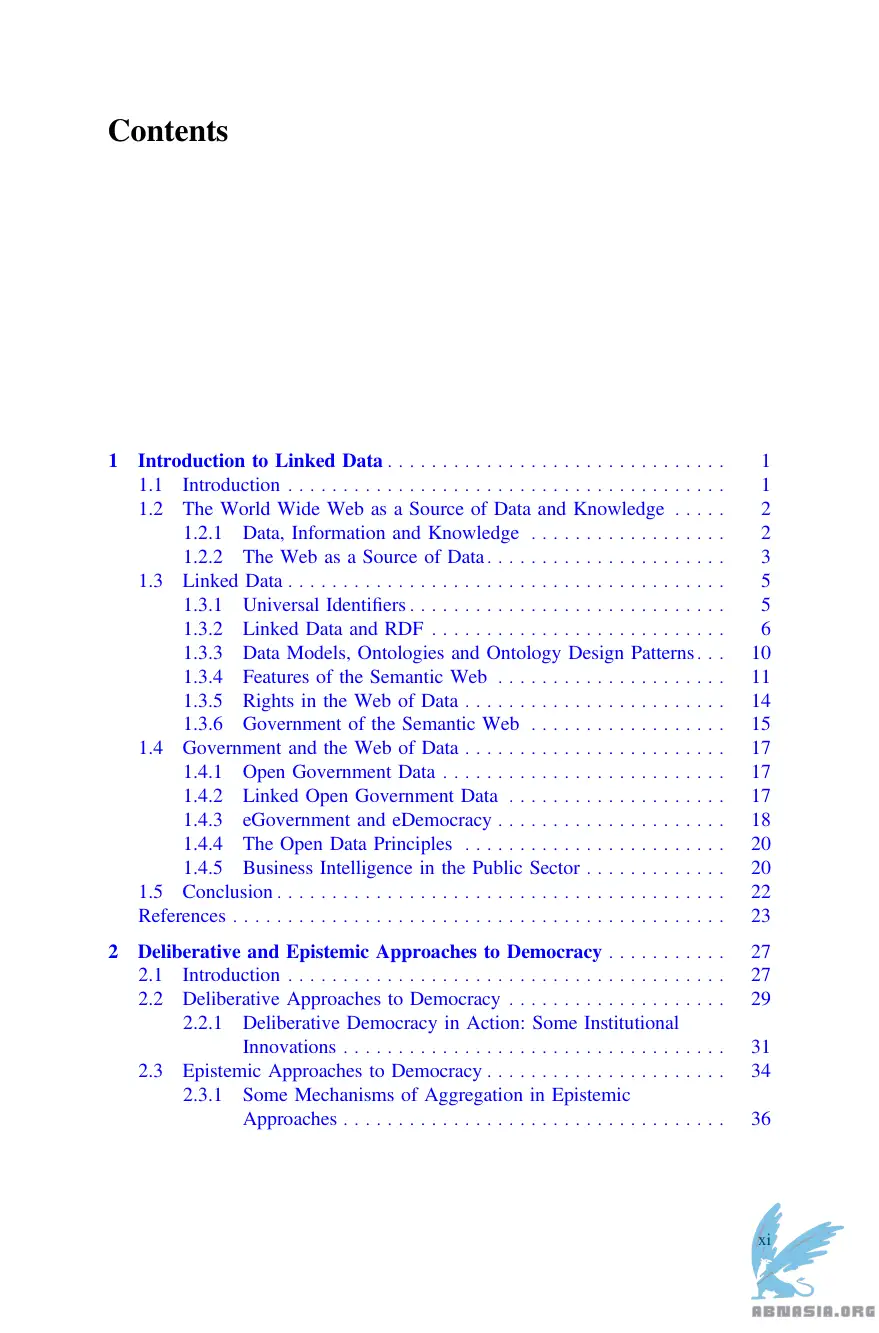 Contents
1 Introduction to Linked Data . . . . . . . . . . . . . . . . . . . . . . . . . . . . . . . 1
1.1 Introduction . . . . . . . . . . . . . . . . . . . . . . . . . . . . . . . . . . . . . . . . 1
1.2 The World Wide Web as a Source of Data and Knowledge . . . . . 2
1.2.1 Data, Information and Knowledge . . . . . . . . . . . . . . . . . . 2
1.2.2 The Web as a Source of Data . . . . . . . . . . . . . . . . . . . . . . 3
1.3 Linked Data . . . . . . . . . . . . . . . . . . . . . . . . . . . . . . . . . . . . . . . . 5
1.3.1 Universal Identifiers . . . . . . . . . . . . . . . . . . . . . . . . . . . . . 5
1.3.2 Linked Data and RDF . . . . . . . . . . . . . . . . . . . . . . . . . . . 6
1.3.3 Data Models, Ontologies and Ontology Design Patterns . . . 10
1.3.4 Features of the Semantic Web . . . . . . . . . . . . . . . . . . . . . 11
1.3.5 Rights in the Web of Data . . . . . . . . . . . . . . . . . . . . . . . . 14
1.3.6 Government of the Semantic Web . . . . . . . . . . . . . . . . . . 15
1.4 Government and the Web of Data . . . . . . . . . . . . . . . . . . . . . . . . 17
1.4.1 Open Government Data . . . . . . . . . . . . . . . . . . . . . . . . . . 17
1.4.2 Linked Open Government Data . . . . . . . . . . . . . . . . . . . . 17
1.4.3 eGovernment and eDemocracy . . . . . . . . . . . . . . . . . . . . . 18
1.4.4 The Open Data Principles . . . . . . . . . . . . . . . . . . . . . . . . 20
1.4.5 Business Intelligence in the Public Sector . . . . . . . . . . . . . 20
1.5 Conclusion . . . . . . . . . . . . . . . . . . . . . . . . . . . . . . . . . . . . . . . . . 22
References . . . . . . . . . . . . . . . . . . . . . . . . . . . . . . . . . . . . . . . . . . . . . 23
2 Deliberative and Epistemic Approaches to Democracy . . . . . . . . . . . 27
2.1 Introduction . . . . . . . . . . . . . . . . . . . . . . . . . . . . . . . . . . . . . . . . 27
2.2 Deliberative Approaches to Democracy . . . . . . . . . . . . . . . . . . . . 29
2.2.1 Deliberative Democracy in Action: Some Institutional
Innovations . . . . . . . . . . . . . . . . . . . . . . . . . . . . . . . . . . . 31
2.3 Epistemic Approaches to Democracy . . . . . . . . . . . . . . . . . . . . . . 34
2.3.1 Some Mechanisms of Aggregation in Epistemic
Approaches . . . . . . . . . . . . . . . . . . . . . . . . . . . . . . . . . . . 36
xi
ABNASIA.ORG